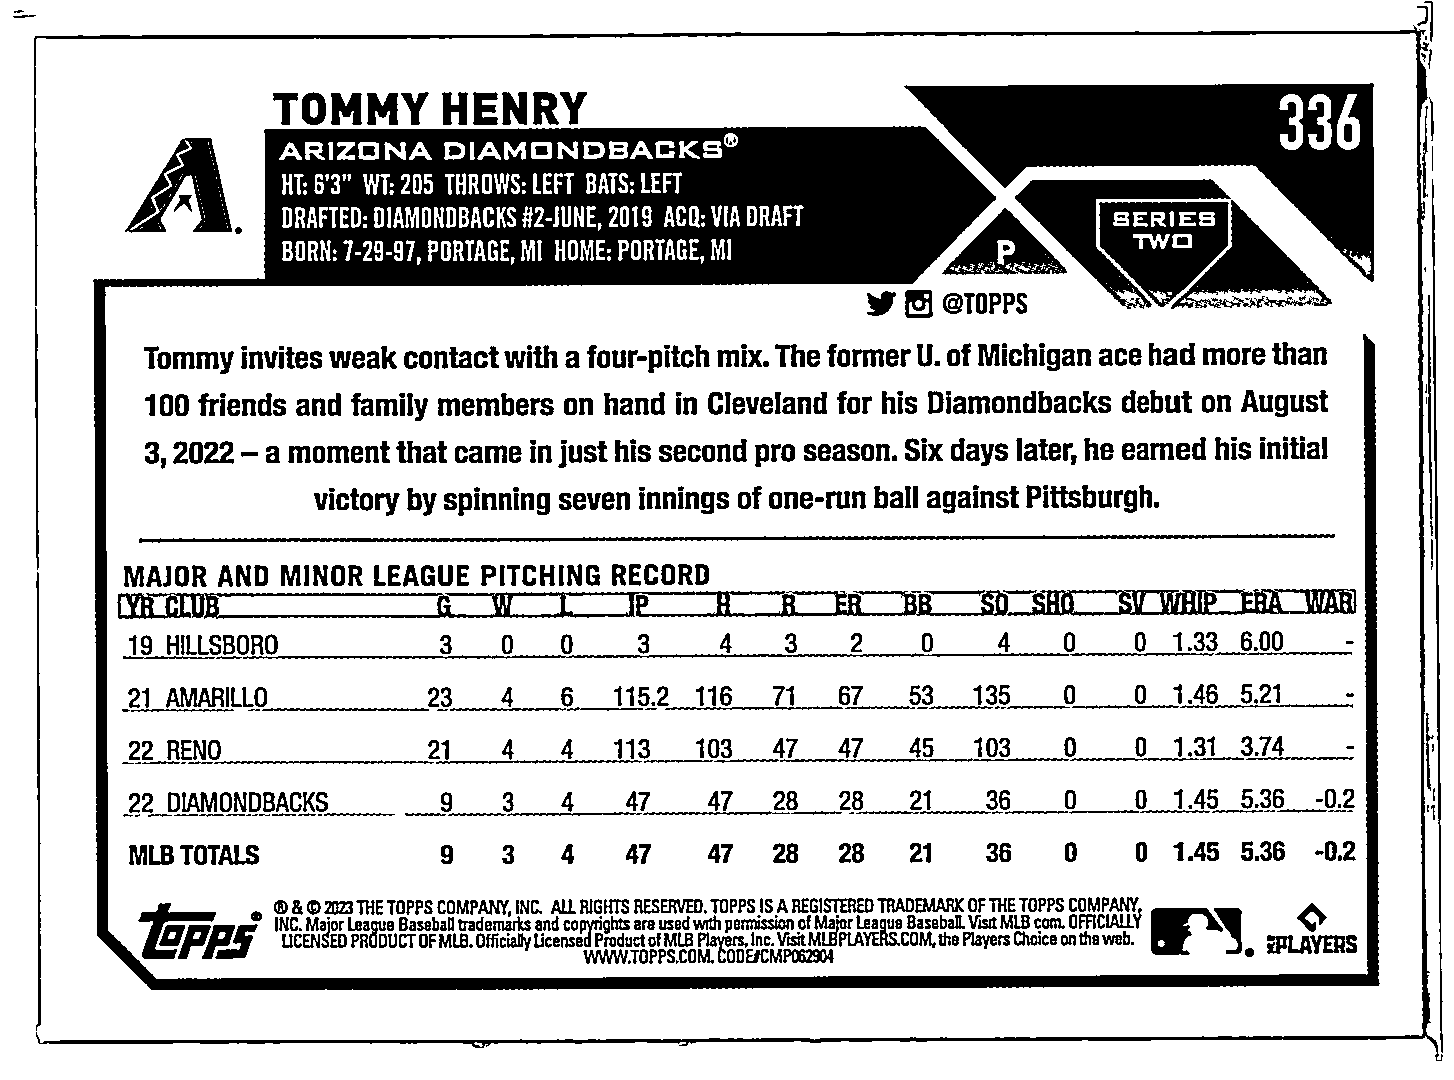 TOMMY HENRY
336
ARIZONA DIAMONDBACKS®
HT: 6'3" WT: 205 THROWS: LEFT BATS: LEFT
DRAFTED: DIAMONDBACKS #2-JUNE, 2019 ACQ: VIA DRAFT
BORN: 7-29-97, PORTAGE, MI HOME: PORTAGE, MI
P
SERIES
TWO
@TOPPS
Tommy invites weak contact with a four-pitch mix. The former U. of Michigan ace had more than
100 friends and family members on hand in Cleveland for his Diamondbacks debut on August
3, 2022 – a moment that came in just his second pro season. Six days later, he earned his initial
victory by spinning seven innings of one-run ball against Pittsburgh.
MAJOR AND MINOR LEAGUE PITCHING RECORD
YR CLUB G W L IP H R ER BB SO SHO SV WHIP ERA WAR
19 HILLSBORO 3 0 0 3 4 3 2 0 4 0 0 1.33 6.00 -
21 AMARILLO 23 4 6 115.2 116 71 67 53 135 0 0 1.46 5.21 -
22 RENO 21 4 4 113 103 47 47 45 103 0 0 1.31 3.74 -
22 DIAMONDBACKS 9 3 4 47 47 28 28 21 36 0 0 1.45 5.36 -0.2
MLB TOTALS 9 3 4 47 47 28 28 21 36 0 0 1.45 5.36 -0.2
topps®
® & © 2023 THE TOPPS COMPANY, INC. ALL RIGHTS RESERVED. TOPPS IS A REGISTERED TRADEMARK OF THE TOPPS COMPANY,
INC. Major League Baseball trademarks and copyrights are used with permission of Major League Baseball. Visit MLB.com. OFFICIALLY
LICENSED PRODUCT OF MLB. Officially Licensed Product of MLB Players, Inc. Visit MLBPLAYERS.COM, the Players Choice on the web.
WWW.TOPPS.COM. CODE#CMP062904
PLAYERS